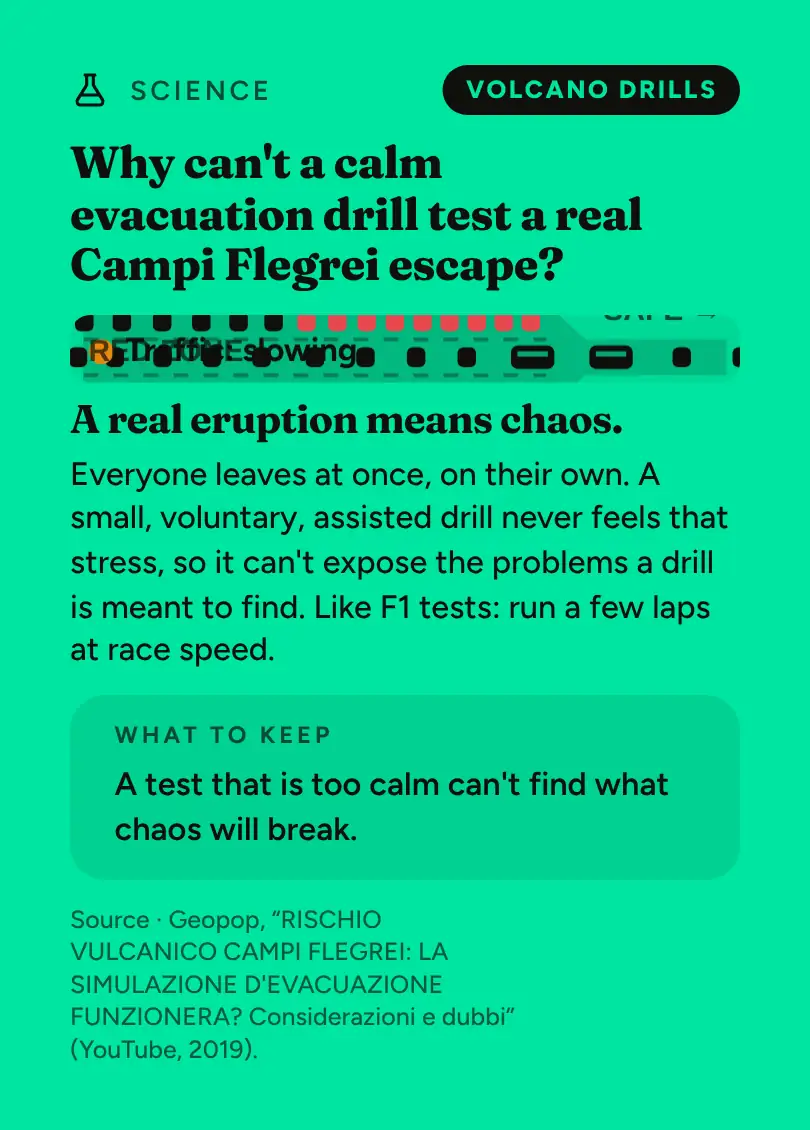 SCIENCE
VOLCANO DRILLS
Why can't a calm
evacuation drill test a real
Campi Flegrei escape?
SAFE →
Traffic slowing
A real eruption means chaos.
Everyone leaves at once, on their own. A
small, voluntary, assisted drill never feels that
stress, so it can't expose the problems a drill
is meant to find. Like F1 tests: run a few laps
at race speed.
WHAT TO KEEP
A test that is too calm can't find what
chaos will break.
Source · Geopop, “RISCHIO
VULCANICO CAMPI FLEGREI: LA
SIMULAZIONE D'EVACUAZIONE
FUNZIONERA? Considerazioni e dubbi”
(YouTube, 2019).